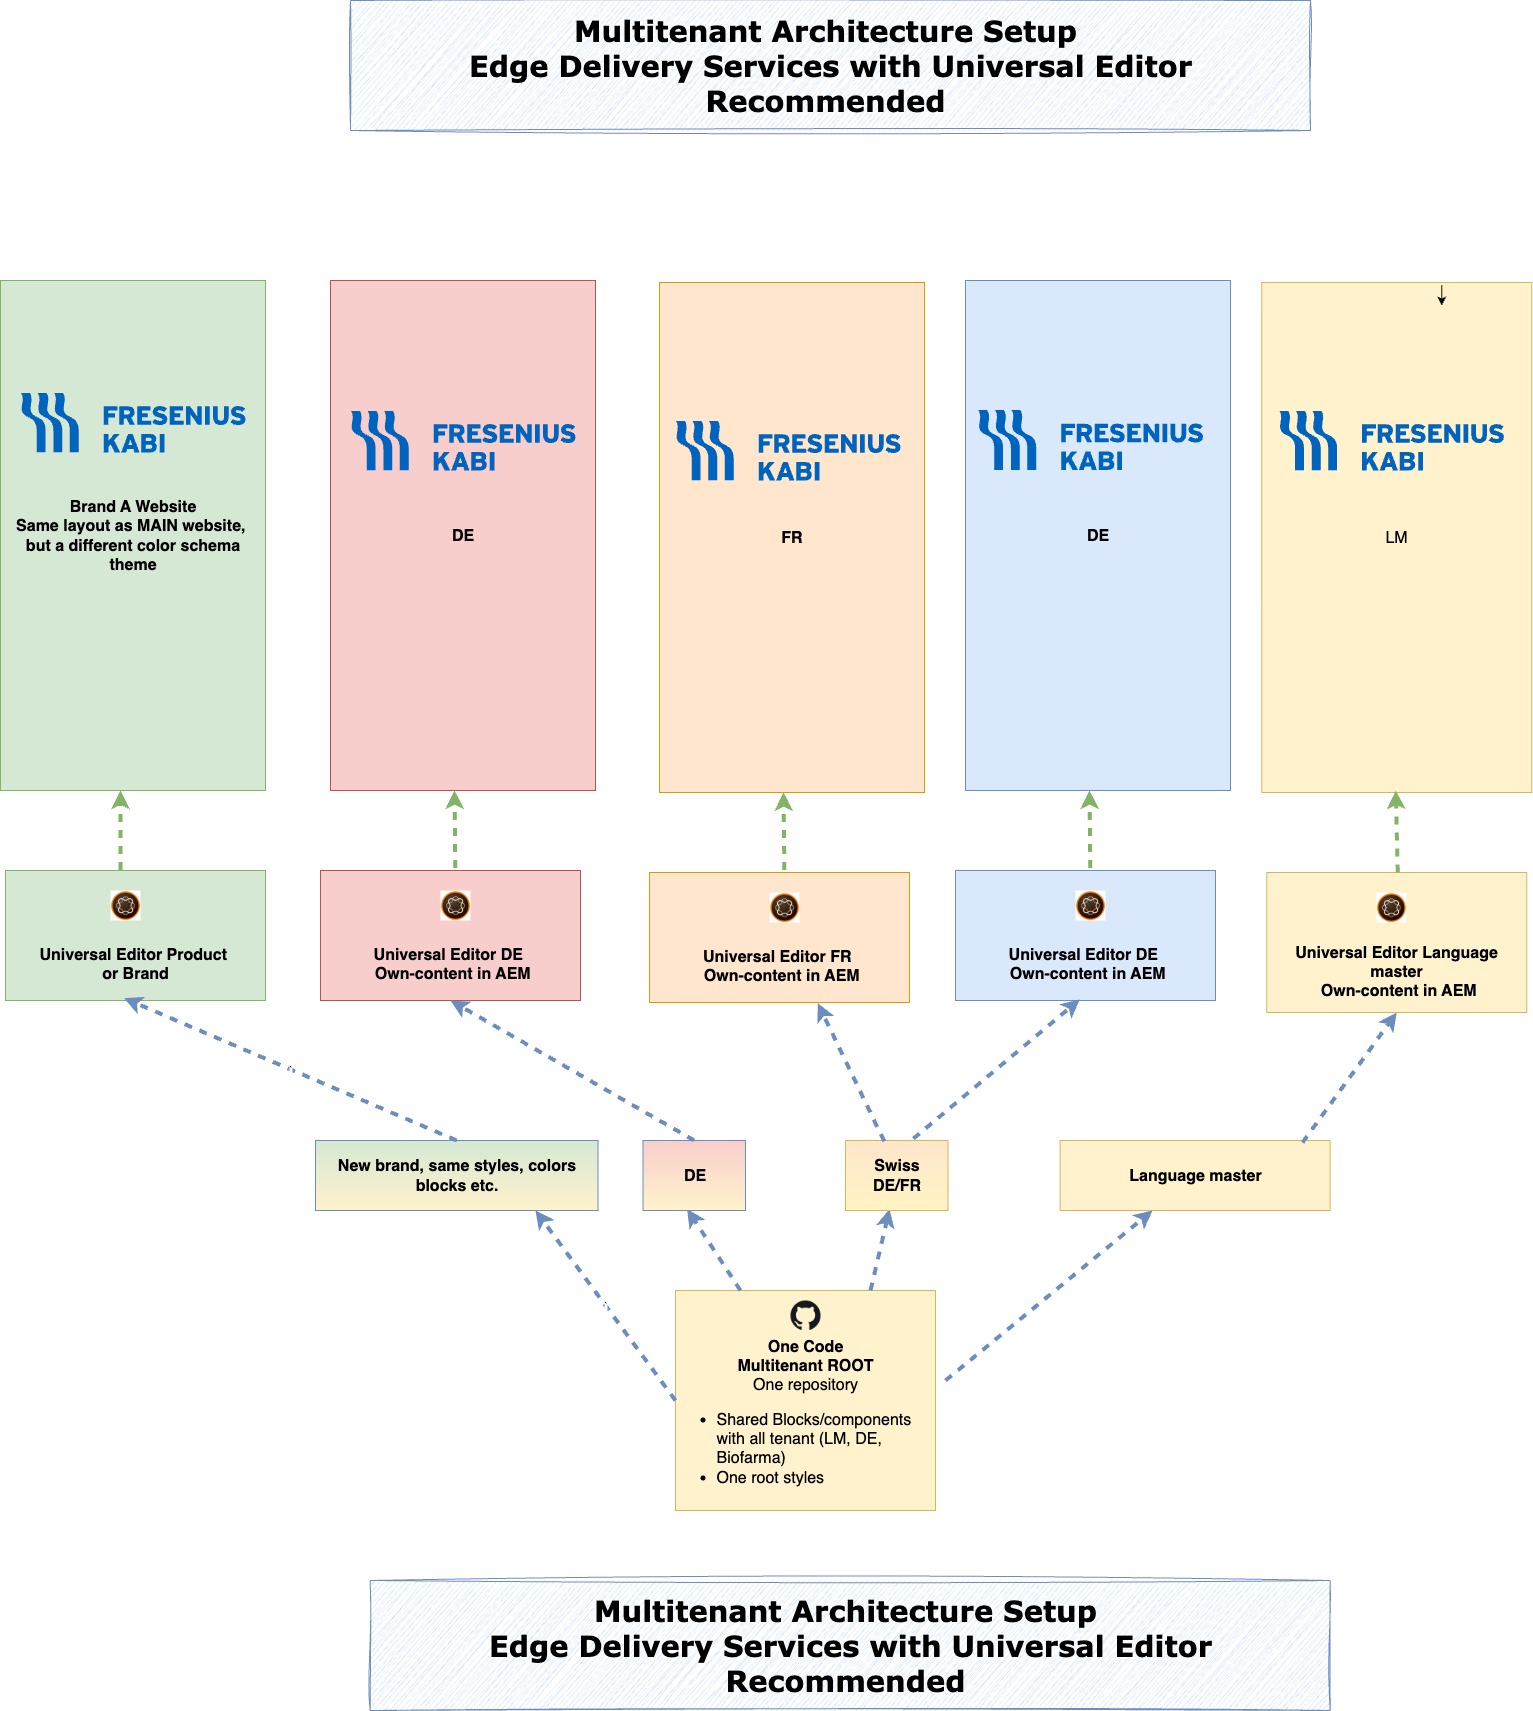 Multitenant Architecture Setup
Edge Delivery Services with Universal Editor
Recommended
FRESENIUS
KABI
Brand A Website
Same layout as MAIN website,
but a different color schema
theme
FRESENIUS
KABI
DE
FRESENIUS
KABI
FR
FRESENIUS
KABI
DE
FRESENIUS
KABI
LM
Universal Editor Product
or Brand
Universal Editor DE
Own-content in AEM
Universal Editor FR
Own-content in AEM
Universal Editor DE
Own-content in AEM
Universal Editor Language
master
Own-content in AEM
New brand, same styles, colors
blocks etc.
DE
Swiss
DE/FR
Language master
One Code
Multitenant ROOT
One repository
• Shared Blocks/components
with all tenant (LM, DE,
Biofarma)
• One root styles
Multitenant Architecture Setup
Edge Delivery Services with Universal Editor
Recommended